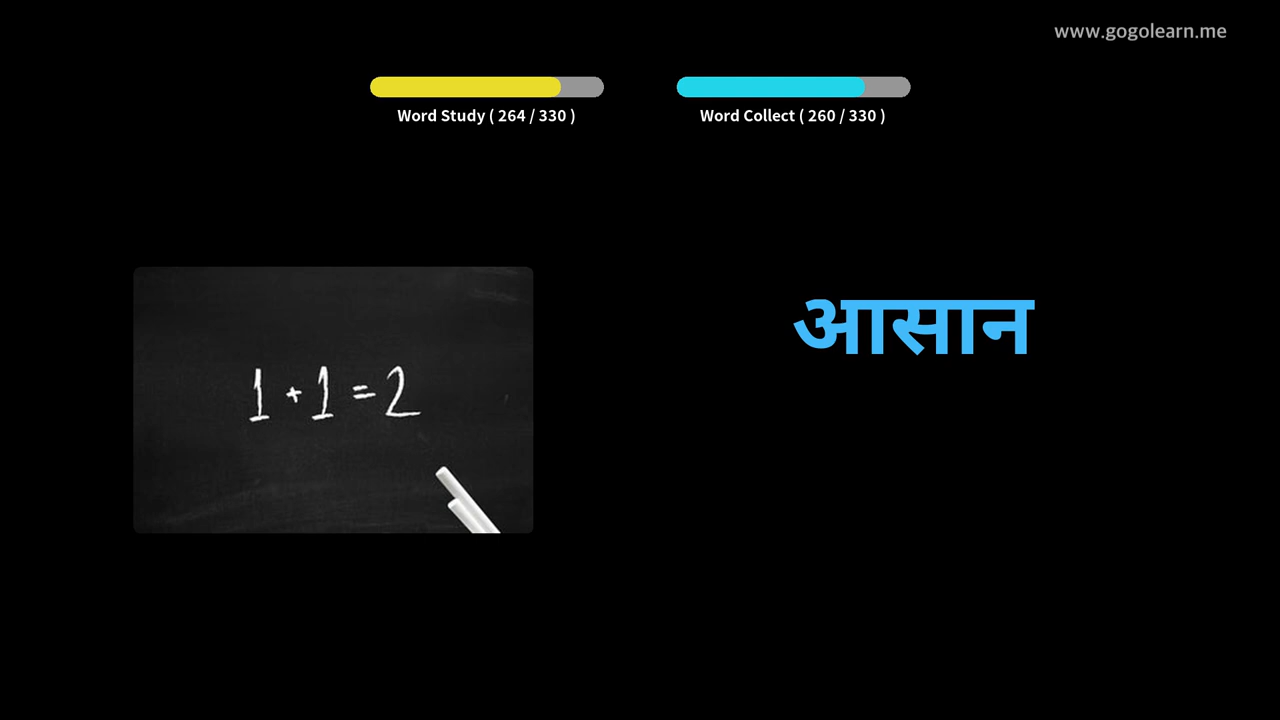 www.gogolearn.me
Word Study ( 264 / 330 )
Word Collect ( 260 / 330 )
आसान
1 + 1 = 2